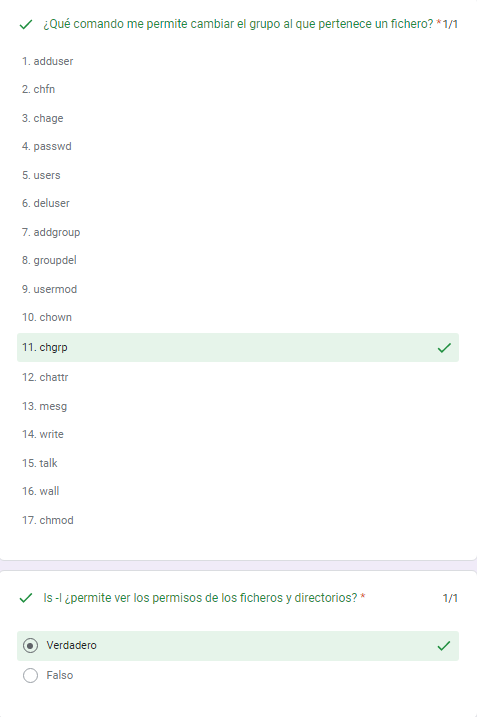 ¿Qué comando me permite cambiar el grupo al que pertenece un fichero? * 1/1
1. adduser
2. chfn
3. chage
4. passwd
5. users
6. deluser
7. addgroup
8. groupdel
9. usermod
10. chown
11. chgrp
12. chattr
13. mesg
14. write
15. talk
16. wall
17. chmod
ls -l ¿permite ver los permisos de los ficheros y directorios? * 1/1
Verdadero
Falso